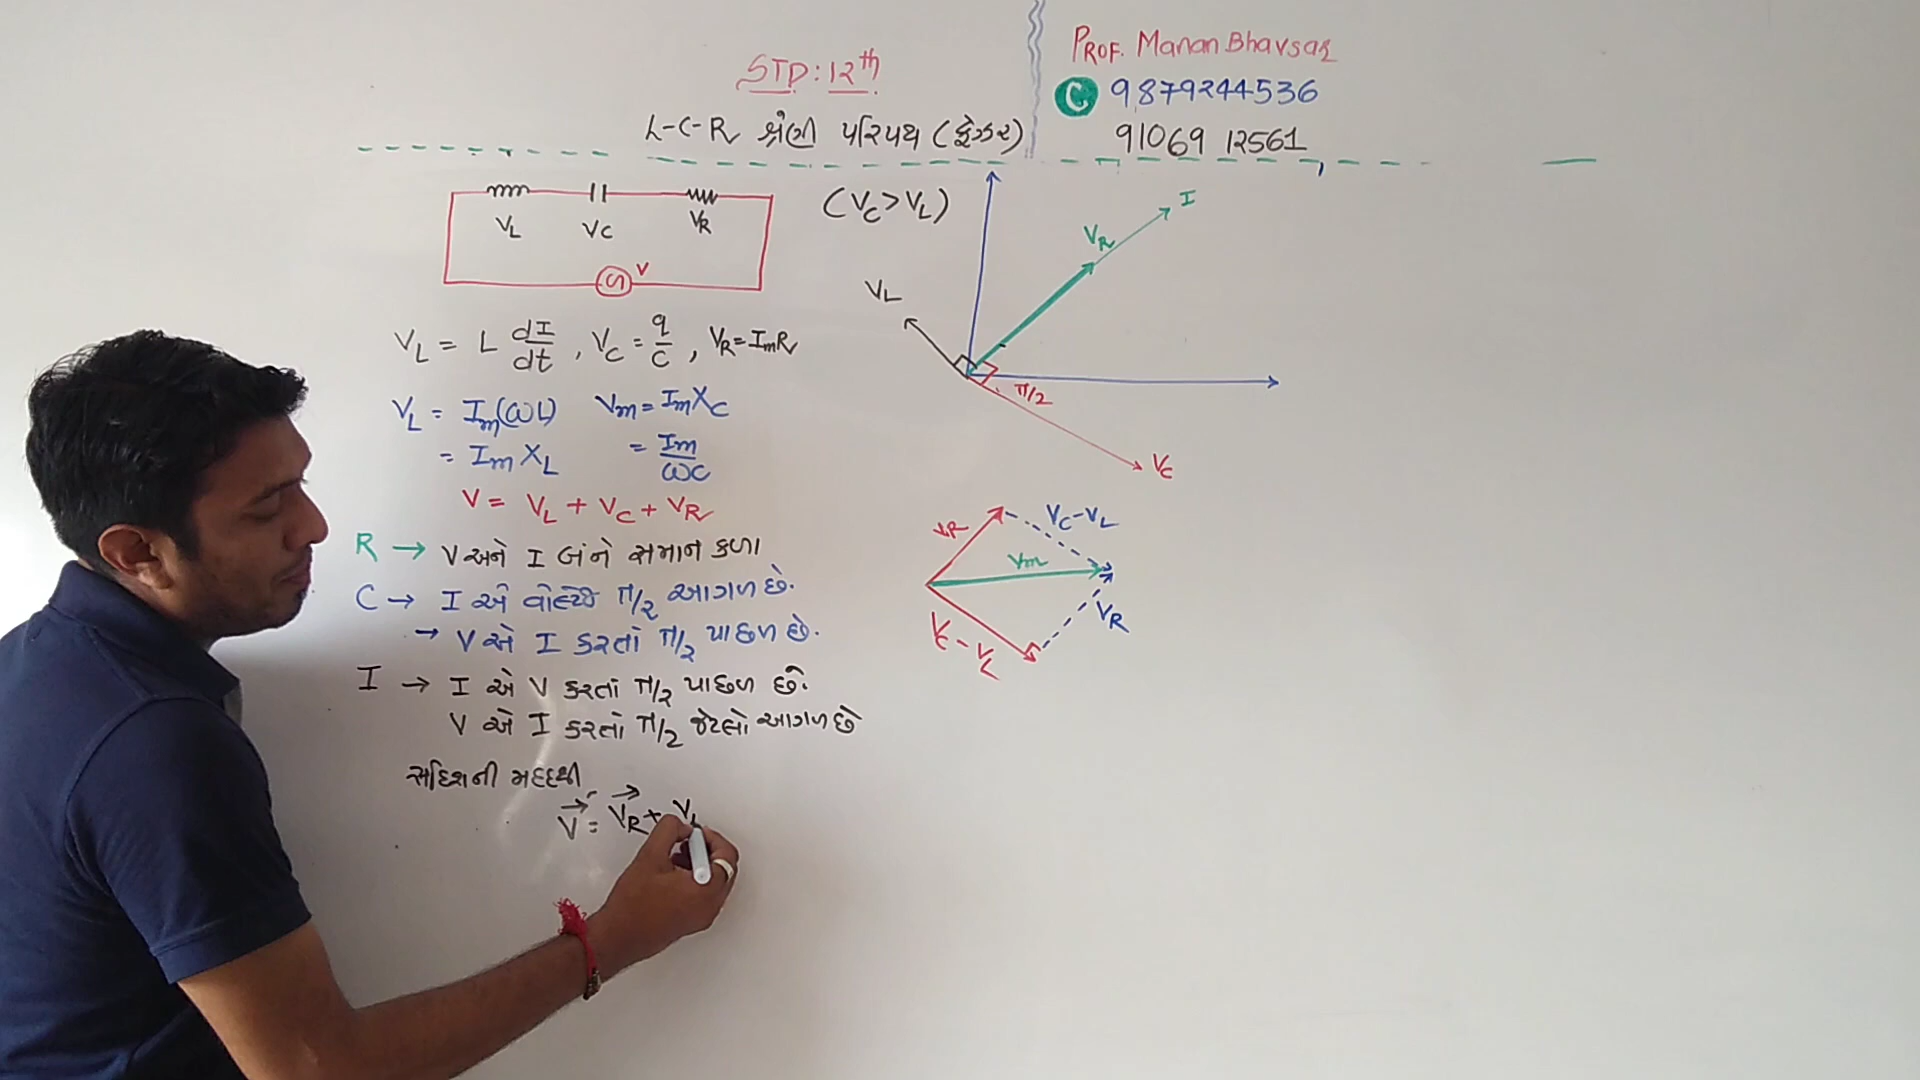 STD: 12th
L-C-R શ્રેણી પરિપથ (ફેઝર)
PROF. Manan Bhavsar
C 9879244536
91069 12561
VL VC VR
V
VL = L dI/dt , VC = q/C , VR = ImR
VL = Im(ωL) Vm = ImXC
= Im XL = Im/ωC
V = VL + VC + VR
R → V અને I બંને સમાન કળા
C → I એ વોલ્ટેજ π/2 આગળ છે.
→ V એ I કરતાં π/2 પાછળ છે.
I → I એ V કરતાં π/2 પાછળ છે.
V એ I કરતાં π/2 જેટલો આગળ છે
સદિશની મદદથી
V = VR + VL
(VC > VL)
I
VR
VL
π/2
VC
VR
VC-VL
Vm
VR
VC-VL